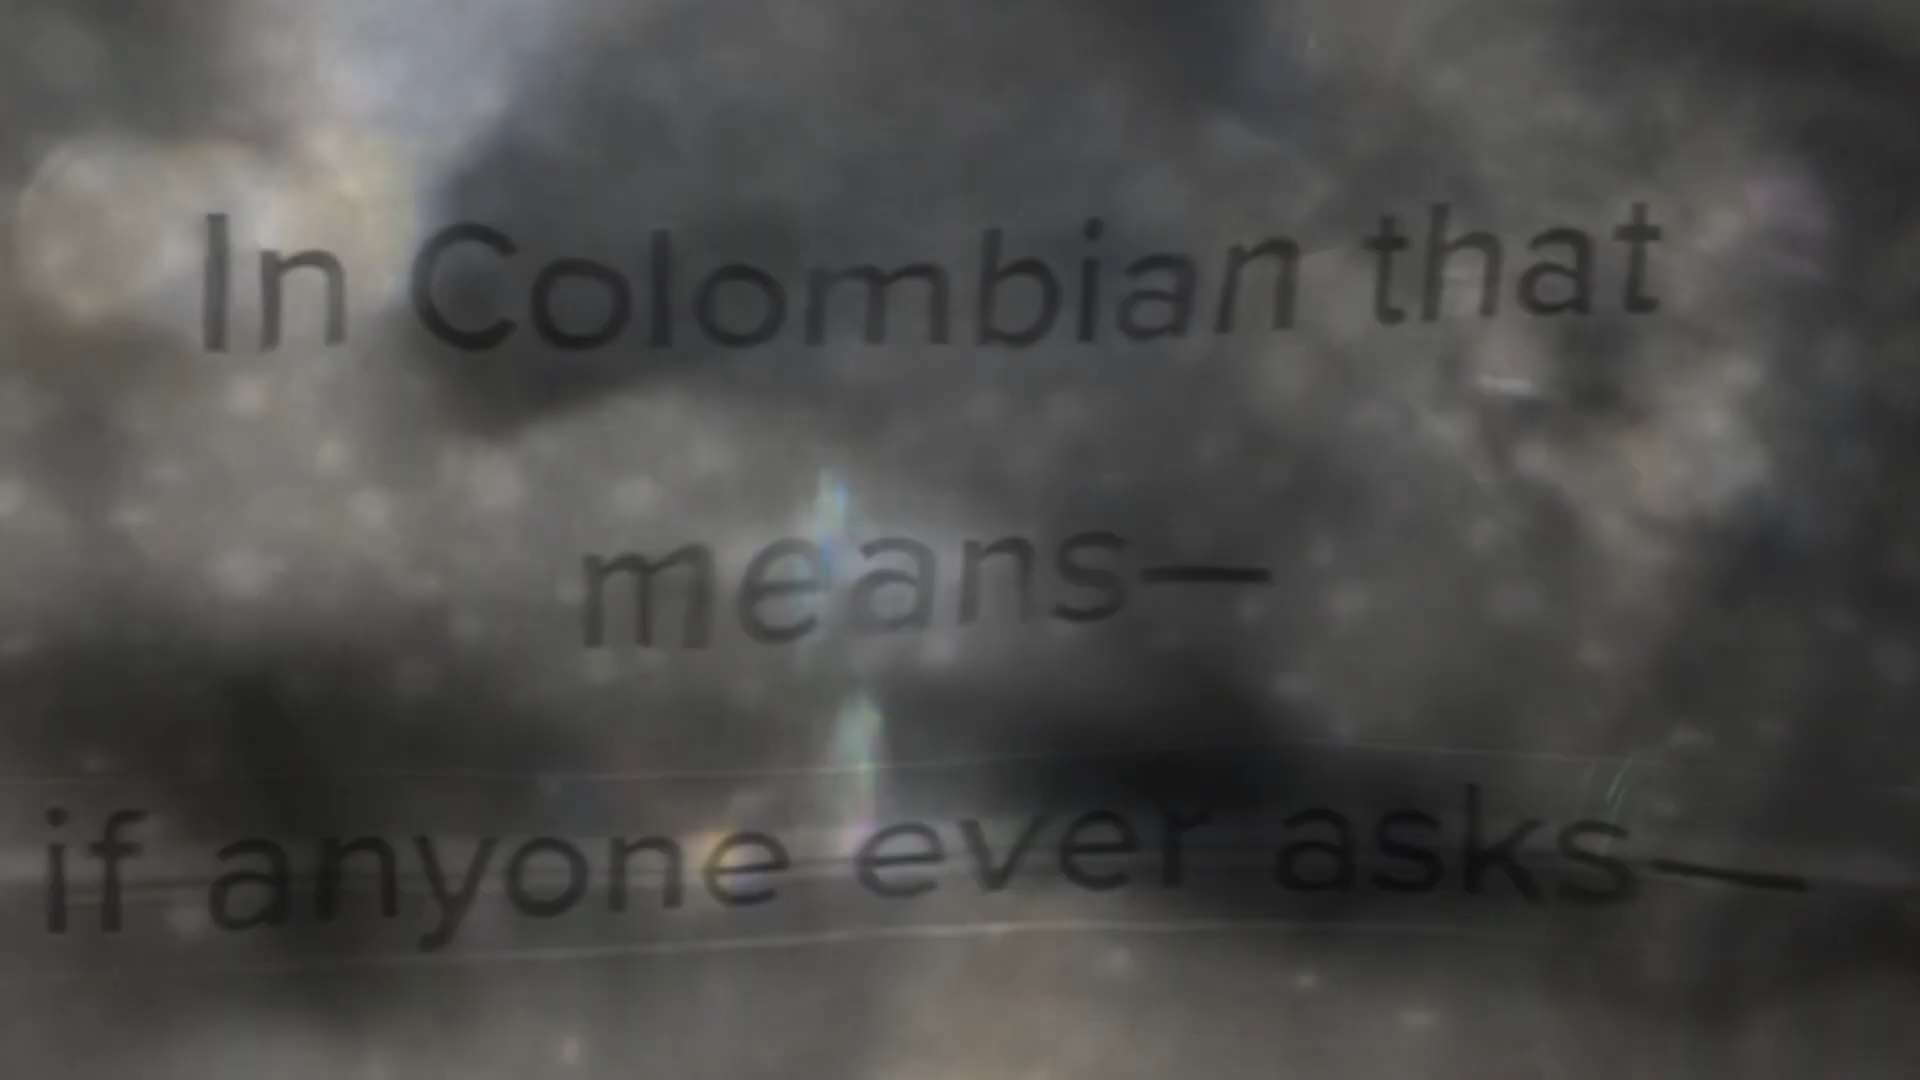 In Colombian that
means—
if anyone ever asks—